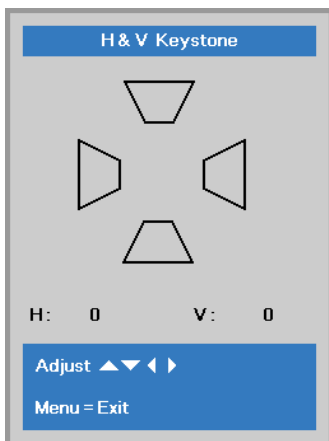 H & V Keystone
H: 0 V: 0
Adjust ▲▼◀▶
Menu = Exit